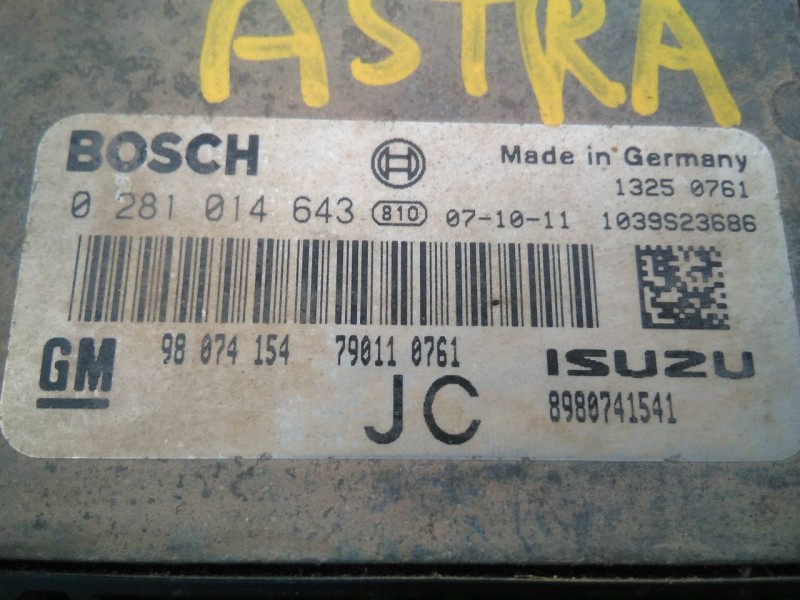 ASTRA
BOSCH
Made in Germany
1325 0761
0 281 014 643 810 07-10-11 1039S23686
GM 98 074 154 79011 0761 ISUZU
JC 8980741541